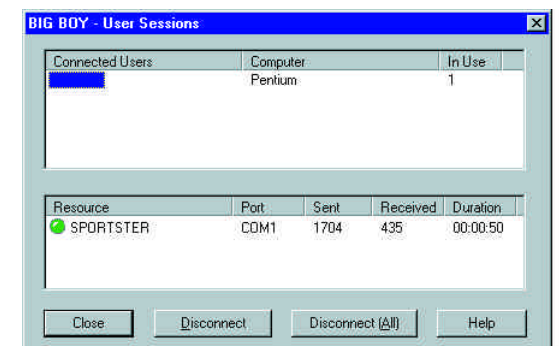 BIG BOY - User Sessions
Connected Users Computer In Use
Pentium 1
Resource Port Sent Received Duration
SPORTSTER COM1 1704 435 00:00:50
Close Disconnect Disconnect (All) Help